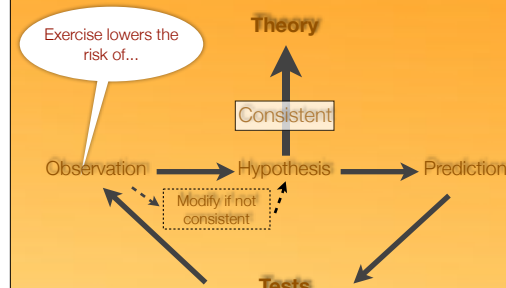 Exercise lowers the
risk of...
Theory
Consistent
Observation
Hypothesis
Prediction
Modify if not
consistent
Tests